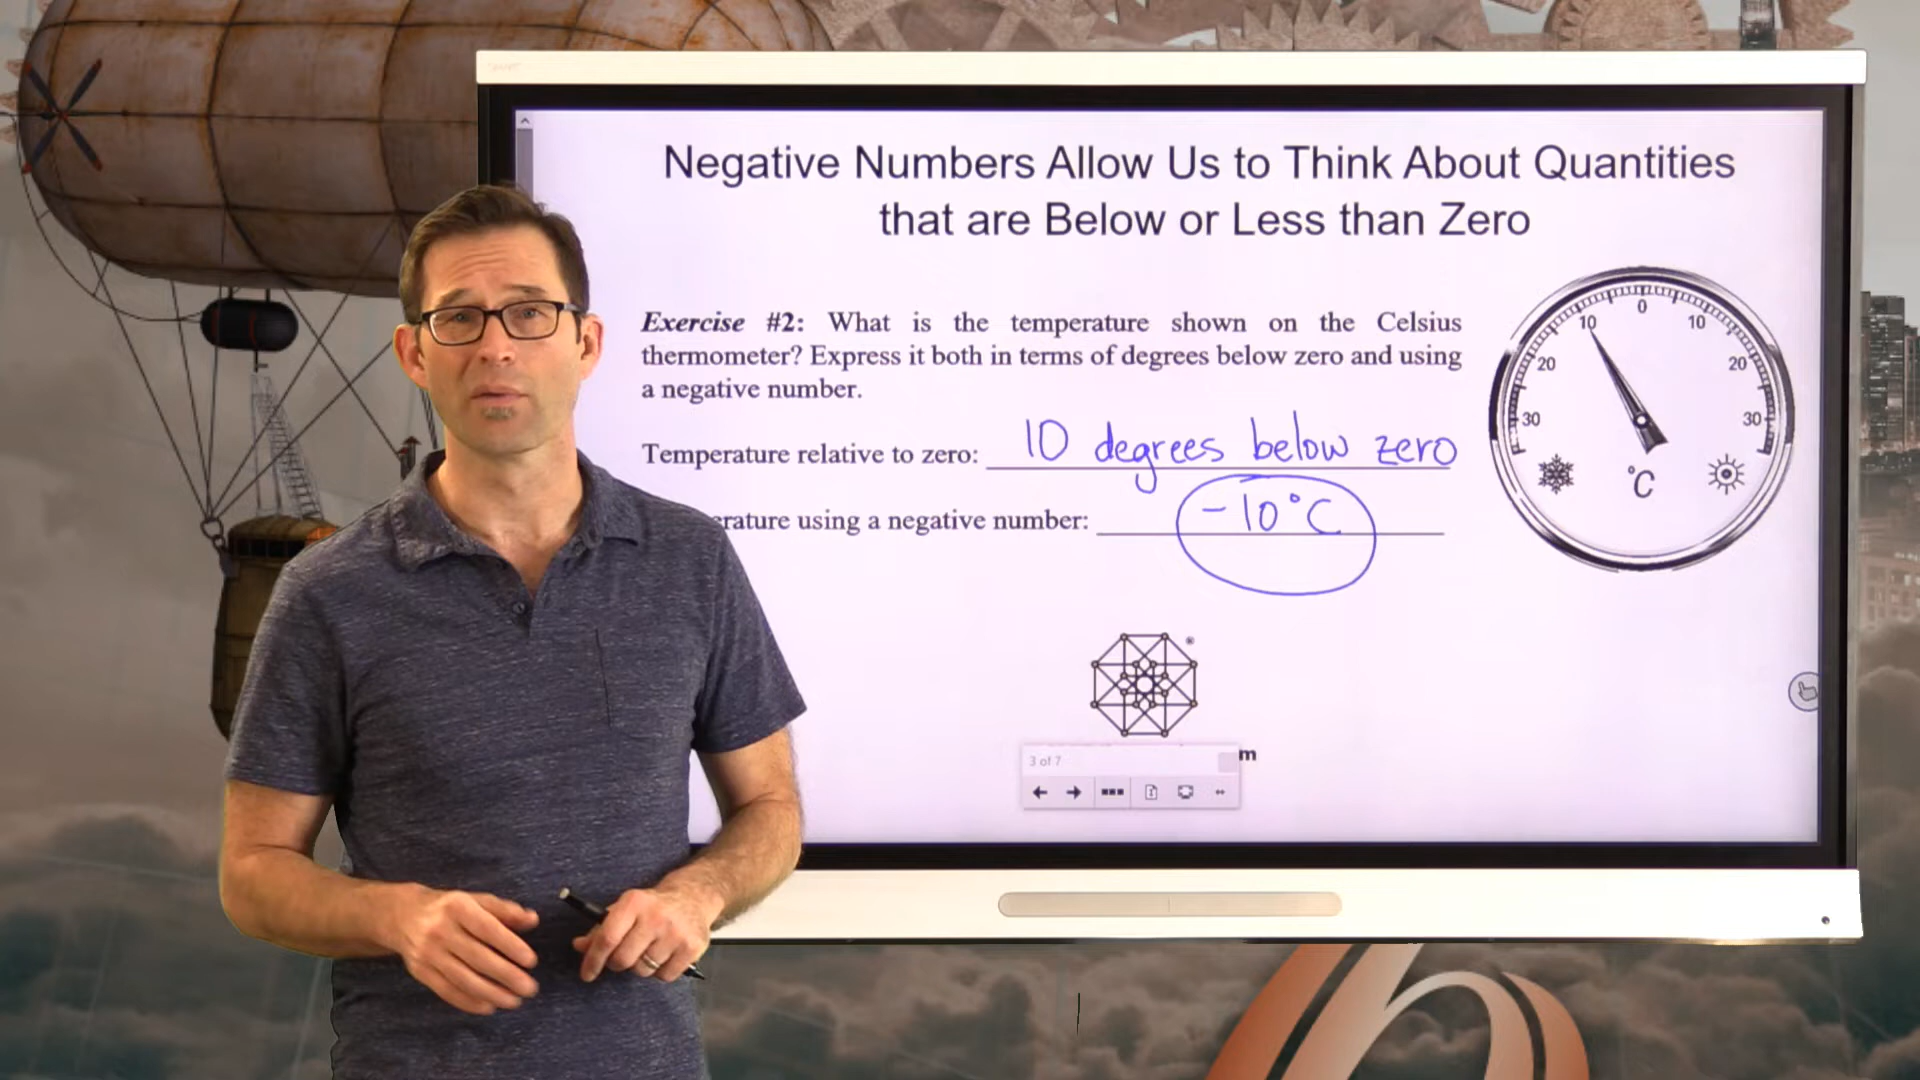 Negative Numbers Allow Us to Think About Quantities
that are Below or Less than Zero
Exercise #2: What is the temperature shown on the Celsius
thermometer? Express it both in terms of degrees below zero and using
a negative number.
Temperature relative to zero: 10 degrees below zero
erature using a negative number: -10°C
0
10 10
20 20
30 30
°C
®
m
3 of 7